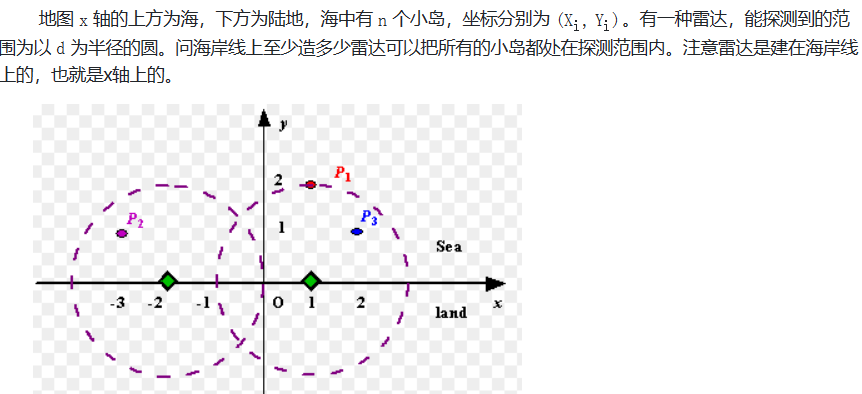 地图 x 轴的上方为海，下方为陆地，海中有 n 个小岛，坐标分别为 (Xi, Yi)。有一种雷达，能探测到的范
围为以 d 为半径的圆。问海岸线上至少造多少雷达可以把所有的小岛都处在探测范围内。注意雷达是建在海岸线
上的，也就是x轴上的。
y
2
P1
P2
P3
1
Sea
-3 -2 -1 O 1 2 x
land